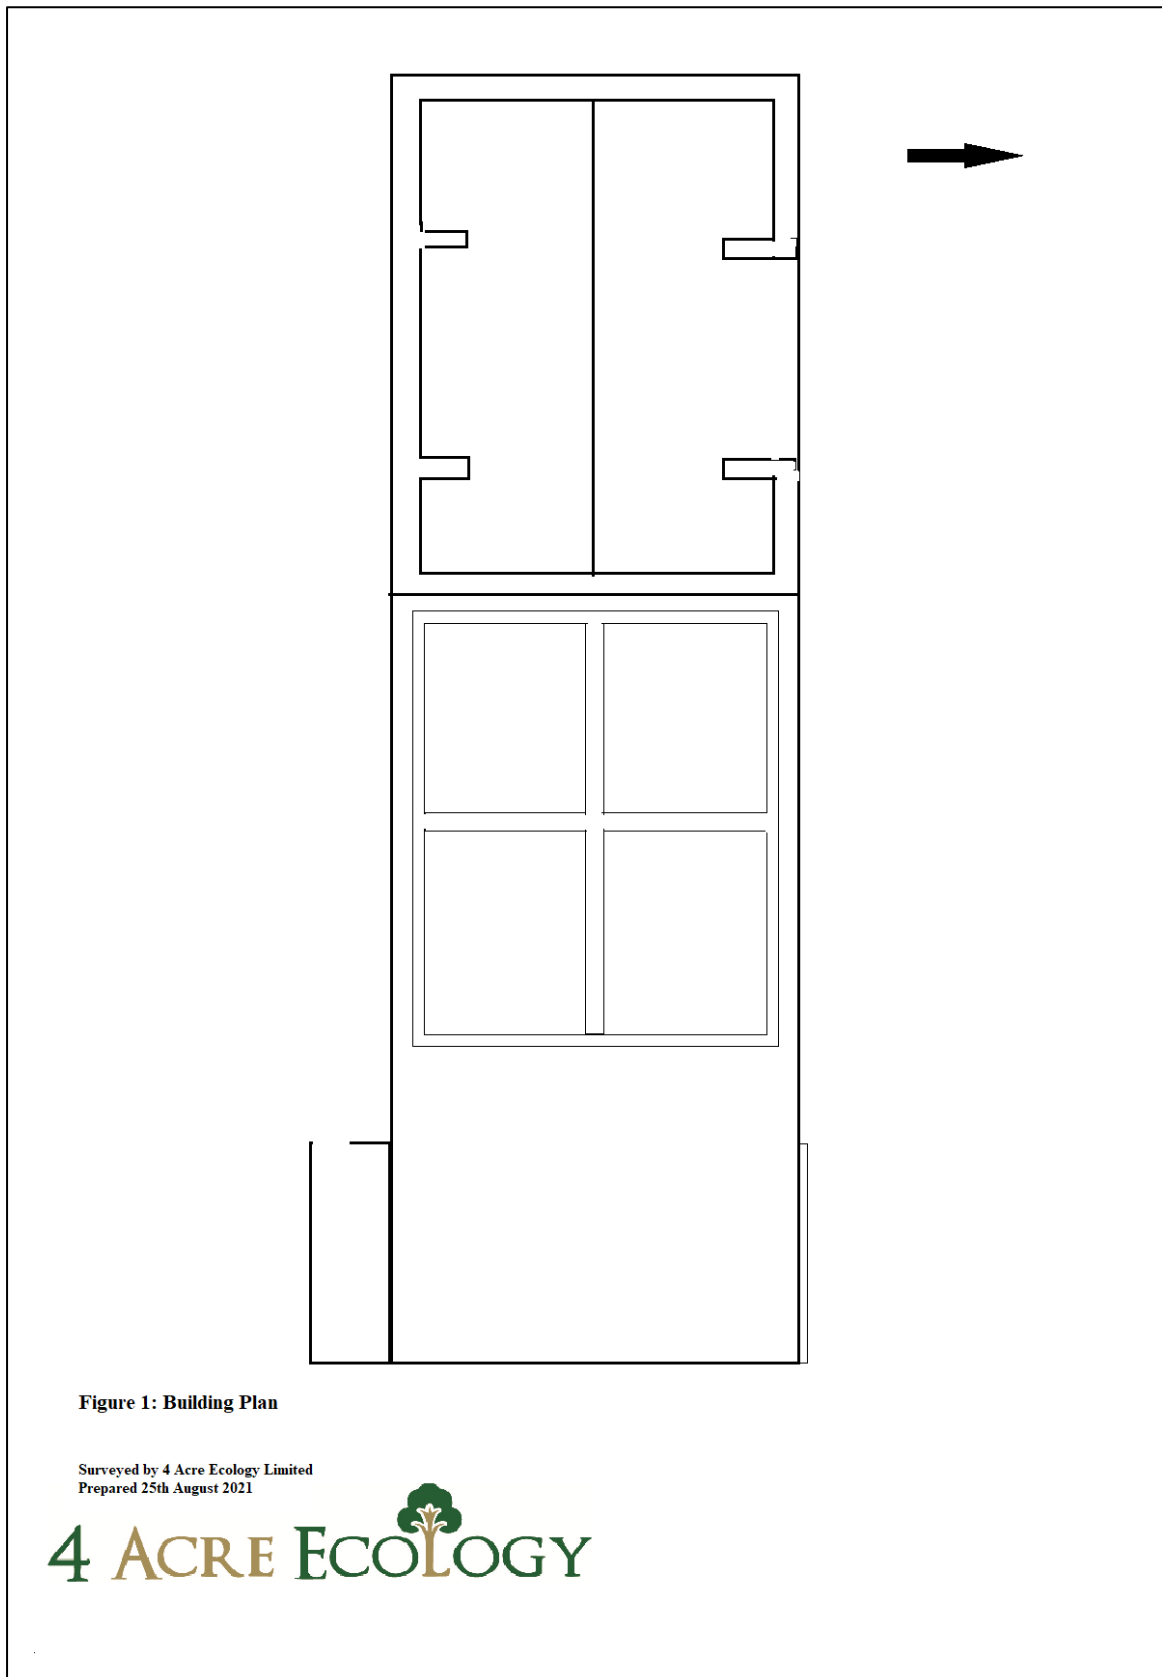 Figure 1: Building Plan
Surveyed by 4 Acre Ecology Limited
Prepared 25th August 2021
4 ACRE ECOLOGY